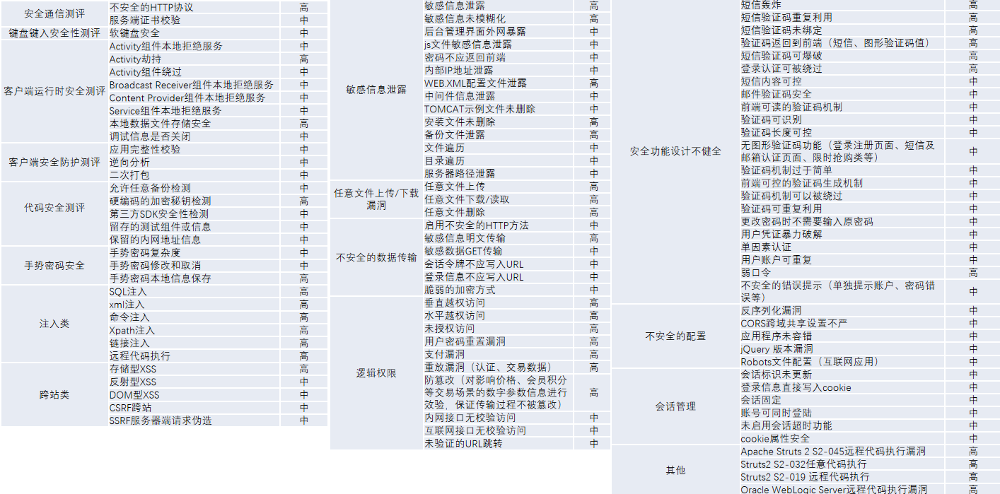 安全通信测评
不安全的HTTP协议 高
服务端证书校验 中
键盘键入安全性测评 软键盘安全 中
客户端运行时安全测评
Activity组件本地拒绝服务 中
Activity劫持 高
Activity组件绕过 中
Broadcast Receiver组件本地拒绝服务 中
Content Provider组件本地拒绝服务 中
Service组件本地拒绝服务 中
本地数据文件存储安全 高
调试信息是否关闭 中
客户端安全防护测评
应用完整性校验 中
逆向分析 中
二次打包 中
代码安全测评
允许任意备份检测 中
硬编码的加密秘钥检测 高
第三方SDK安全性检测 中
留存的测试组件或信息 中
保留的内网地址信息 中
手势密码安全
手势密码复杂度 中
手势密码修改和取消 中
手势密码本地信息保存 高
注入类
SQL注入 高
xml注入 高
命令注入 高
Xpath注入 高
链接注入 高
远程代码执行 高
跨站类
存储型XSS 高
反射型XSS 中
DOM型XSS 中
CSRF跨站 中
SSRF服务器端请求伪造 中
敏感信息泄露
敏感信息泄露 高
敏感信息未模糊化 高
后台管理界面外网暴露 中
js文件敏感信息泄露 中
密码不应返回前端 中
内部IP地址泄露 中
WEB.XML配置文件泄露 高
中间件信息泄露 中
TOMCAT示例文件未删除 中
安装文件未删除 高
备份文件泄露 高
文件遍历 中
目录遍历 中
服务器路径泄露 中
任意文件上传/下载
漏洞
任意文件上传 高
任意文件下载/读取 高
任意文件删除 高
不安全的数据传输
启用不安全的HTTP方法 中
敏感信息明文传输 高
敏感数据GET传输 中
会话令牌不应写入URL 中
登录信息不应写入URL 中
脆弱的加密方式 中
逻辑权限
垂直越权访问 高
水平越权访问 高
未授权访问 高
用户密码重置漏洞 高
支付漏洞 高
重放漏洞（认证、交易数据） 高
防篡改（对影响价格、会员积分
等交易场景的数字参数信息进行 高
效验，保证传输过程不被篡改）
内网接口无校验访问 中
互联网接口无校验访问 中
未验证的URL跳转 中
安全功能设计不健全
短信轰炸 高
短信验证码重复利用 高
短信验证码未绑定 高
验证码返回到前端（短信、图形验证码值） 高
短信验证码可爆破 高
登录认证可被绕过 高
短信内容可控 中
邮件验证码安全 中
前端可读的验证码机制 中
验证码可识别 中
验证码长度可控 中
无图形验证码功能（登录注册页面、短信及 中
邮箱认证页面、限时抢购类等）
验证码机制过于简单 中
前端可控的验证码生成机制 中
验证码机制可以被绕过 中
验证码可重复利用 中
更改密码时不需要输入原密码 中
用户凭证暴力破解 中
单因素认证 中
用户账户可重复 中
弱口令 高
不安全的错误提示（单独提示账户、密码错 中
误等）
不安全的配置
反序列化漏洞 中
CORS跨域共享设置不严 中
应用程序未容错 中
jQuery 版本漏洞 中
Robots文件配置（互联网应用） 中
会话管理
会话标识未更新 中
登录信息直接写入cookie 中
会话固定 中
账号可同时登陆 中
未启用会话超时功能 中
cookie属性安全 中
其他
Apache Struts 2 S2-045远程代码执行漏洞 高
Struts2 S2-032任意代码执行 高
Struts2 S2-019 远程代码执行 高
Oracle WebLogic Server远程代码执行漏洞 高